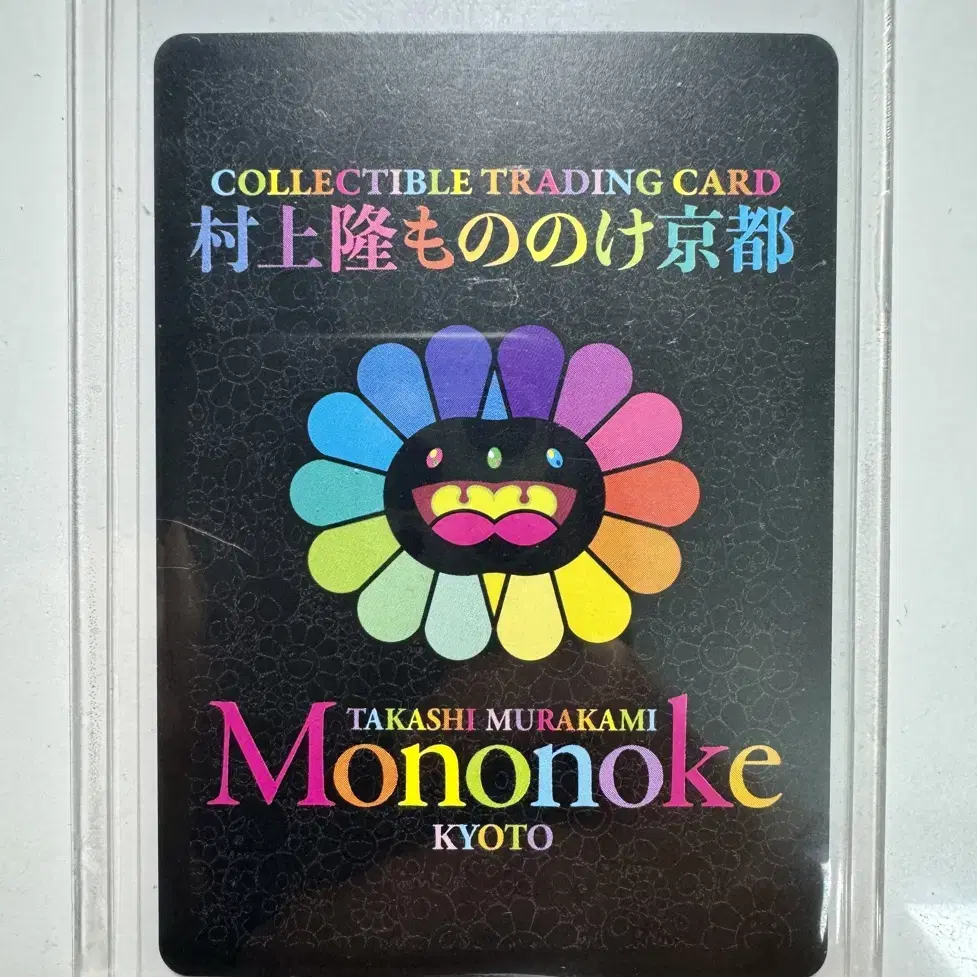 COLLECTIBLE TRADING CARD
村上隆もののけ京都
TAKASHI MURAKAMI
Mononoke
KYOTO